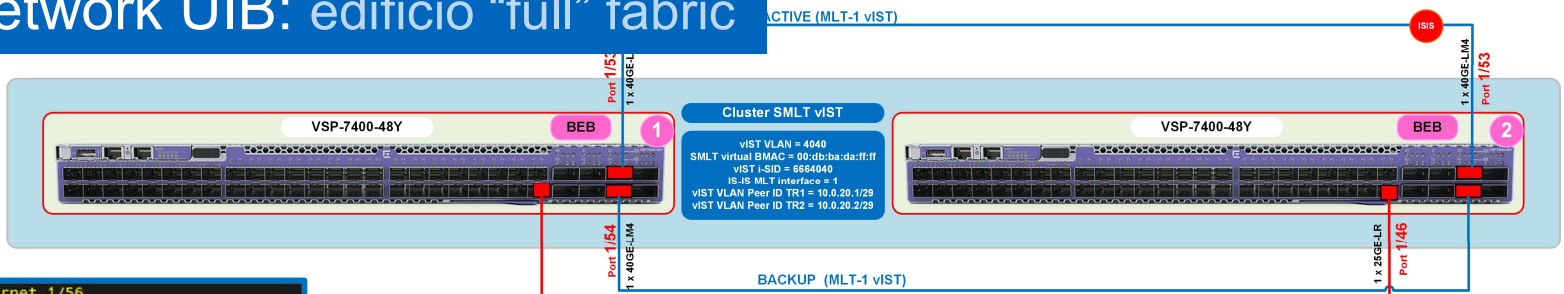 etwork UIB: edificio “full” fabric
ACTIVE (MLT-1 vIST)
ISIS
Port 1/53
1 x 40GE-L
1 x 40GE-LM4
Port 1/53
VSP-7400-48Y
BEB
1
Cluster SMLT vIST
vIST VLAN = 4040
SMLT virtual BMAC = 00:db:ba:da:ff:ff
vIST i-SID = 6664040
IS-IS MLT interface = 1
vIST VLAN Peer ID TR1 = 10.0.20.1/29
vIST VLAN Peer ID TR2 = 10.0.20.2/29
VSP-7400-48Y
BEB
2
Port 1/54
1 x 40GE-LM4
1 x 25GE-LR
Port 1/46
BACKUP (MLT-1 vIST)
rnet 1/56